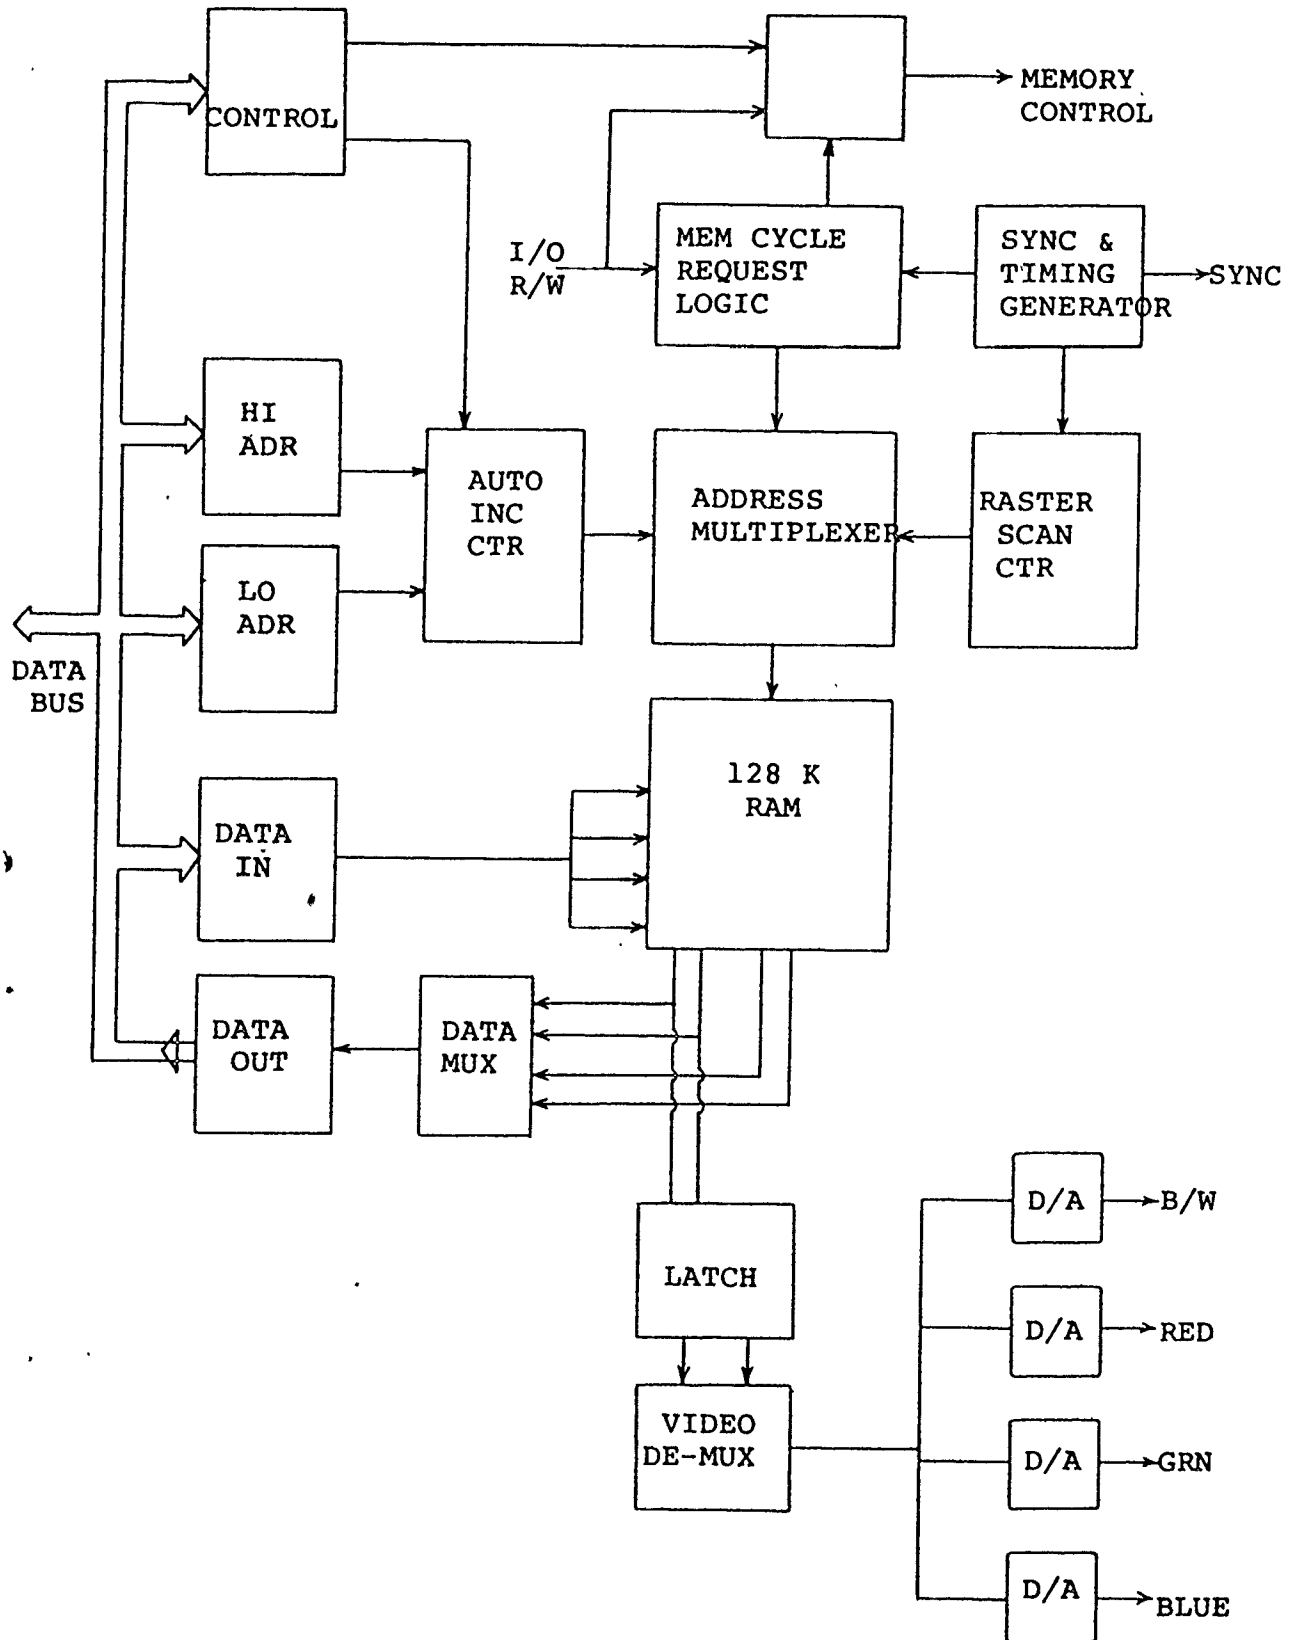 CONTROL
MEMORY
CONTROL
I/O
R/W
MEM CYCLE
REQUEST
LOGIC
SYNC &
TIMING
GENERATOR
SYNC
HI
ADR
AUTO
INC
CTR
ADDRESS
MULTIPLEXER
RASTER
SCAN
CTR
LO
ADR
DATA
BUS
128 K
RAM
DATA
IN
DATA
OUT
DATA
MUX
D/A
B/W
LATCH
D/A
RED
VIDEO
DE-MUX
D/A
GRN
D/A
BLUE